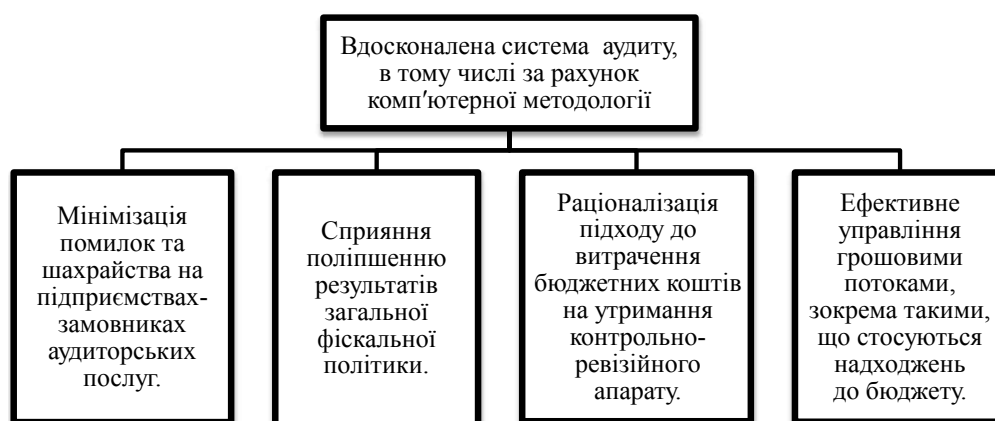 Вдосконалена система  аудиту,
в тому числі за рахунок
комп′ютерної методології
Мінімізація
помилок та
шахрайства на
підприємствах-
замовниках
аудиторських
послуг.
Сприяння
поліпшенню
результатів
загальної
фіскальної
політики.
Раціоналізація
підходу до
витрачення
бюджетних коштів
на утримання
контрольно-
ревізійного
апарату.
Ефективне
управління
грошовими
потоками,
зокрема такими,
що стосуються
надходжень
до бюджету.